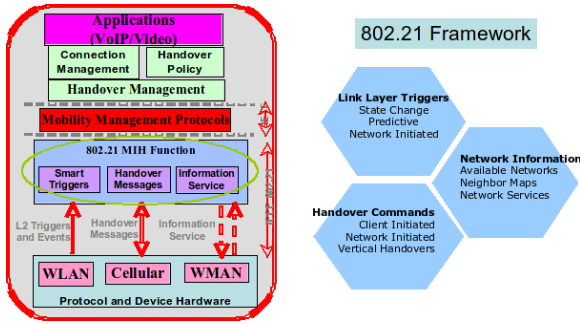 Applications
(VoIP/Video)
Connection
Management
Handover
Policy
Handover Management
Mobility Management Protocols
802.21 MIH Function
Smart
Triggers
Handover
Messages
Information
Service
L2 Triggers
and Events
Handover
Messages
Information
Service
IEEE 802.21
WLAN
Cellular
WMAN
Protocol and Device Hardware
802.21 Framework
Link Layer Triggers
State Change
Predictive
Network Initiated
Network Information
Available Networks
Neighbor Maps
Network Services
Handover Commands
Client Initiated
Network Initiated
Vertical Handovers